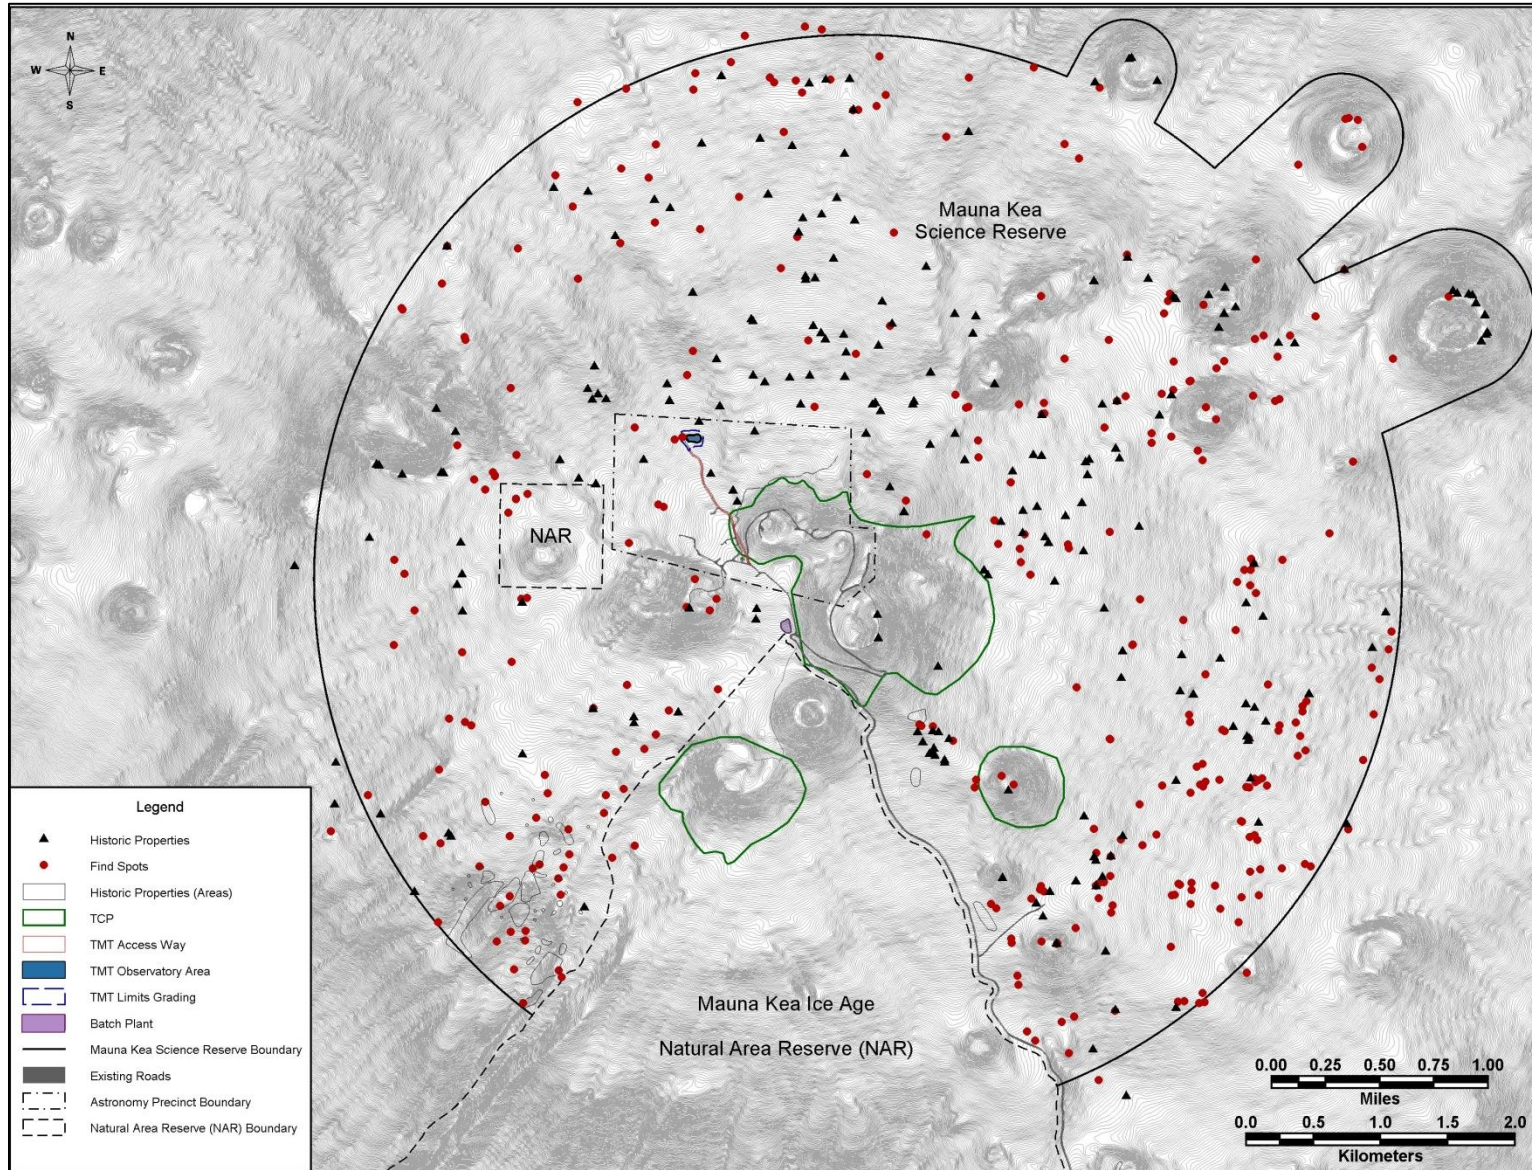 N
W E
S
Mauna Kea
Science Reserve
NAR
Mauna Kea Ice Age
Natural Area Reserve (NAR)
Legend
Historic Properties
Find Spots
Historic Properties (Areas)
TCP
TMT Access Way
TMT Observatory Area
TMT Limits Grading
Batch Plant
Mauna Kea Science Reserve Boundary
Existing Roads
Astronomy Precinct Boundary
Natural Area Reserve (NAR) Boundary
0.00 0.25 0.50 0.75 1.00
Miles
0.0 0.5 1.0 1.5 2.0
Kilometers